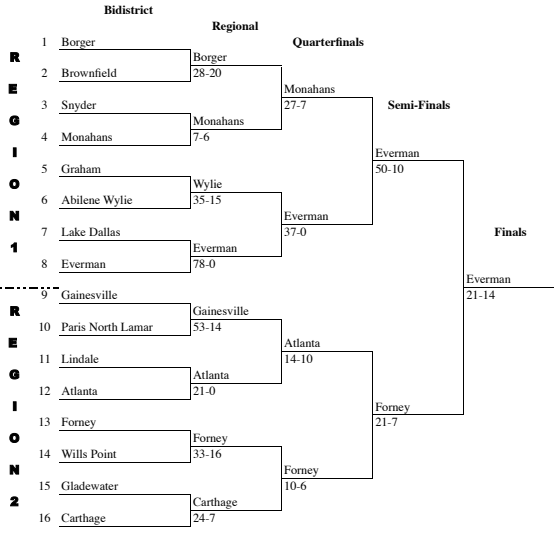 Bidistrict
Regional
Quarterfinals
Semi-Finals
Finals
REGION 1
1 Borger
2 Brownfield
3 Snyder
4 Monahans
5 Graham
6 Abilene Wylie
7 Lake Dallas
8 Everman
REGION 2
9 Gainesville
10 Paris North Lamar
11 Lindale
12 Atlanta
13 Forney
14 Wills Point
15 Gladewater
16 Carthage
Borger
28-20
Monahans
7-6
Wylie
35-15
Everman
78-0
Gainesville
53-14
Atlanta
21-0
Forney
33-16
Carthage
24-7
Monahans
27-7
Everman
37-0
Atlanta
14-10
Forney
10-6
Everman
50-10
Forney
21-7
Everman
21-14